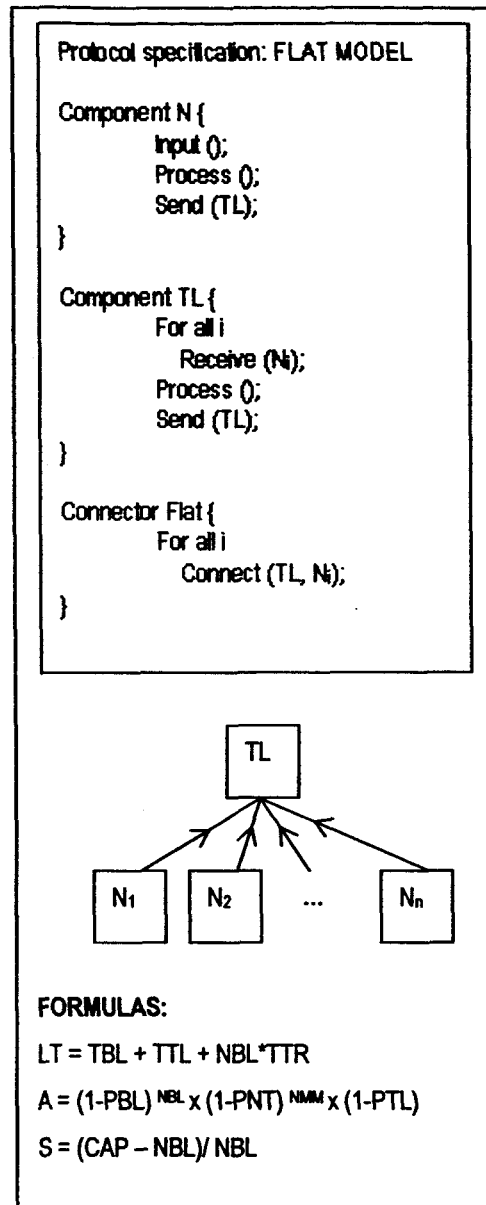 Protocol specification: FLAT MODEL
Component N {
Input ();
Process ();
Send (TL);
}
Component TL {
For all i
Receive (Ni);
Process ();
Send (TL);
}
Connector Flat {
For all i
Connect (TL, Ni);
}
TL
N1 N2 ... Nn
FORMULAS:
LT = TBL + TTL + NBL*TTR
A = (1-PBL) NBL x (1-PNT) NMM x (1-PTL)
S = (CAP – NBL)/ NBL